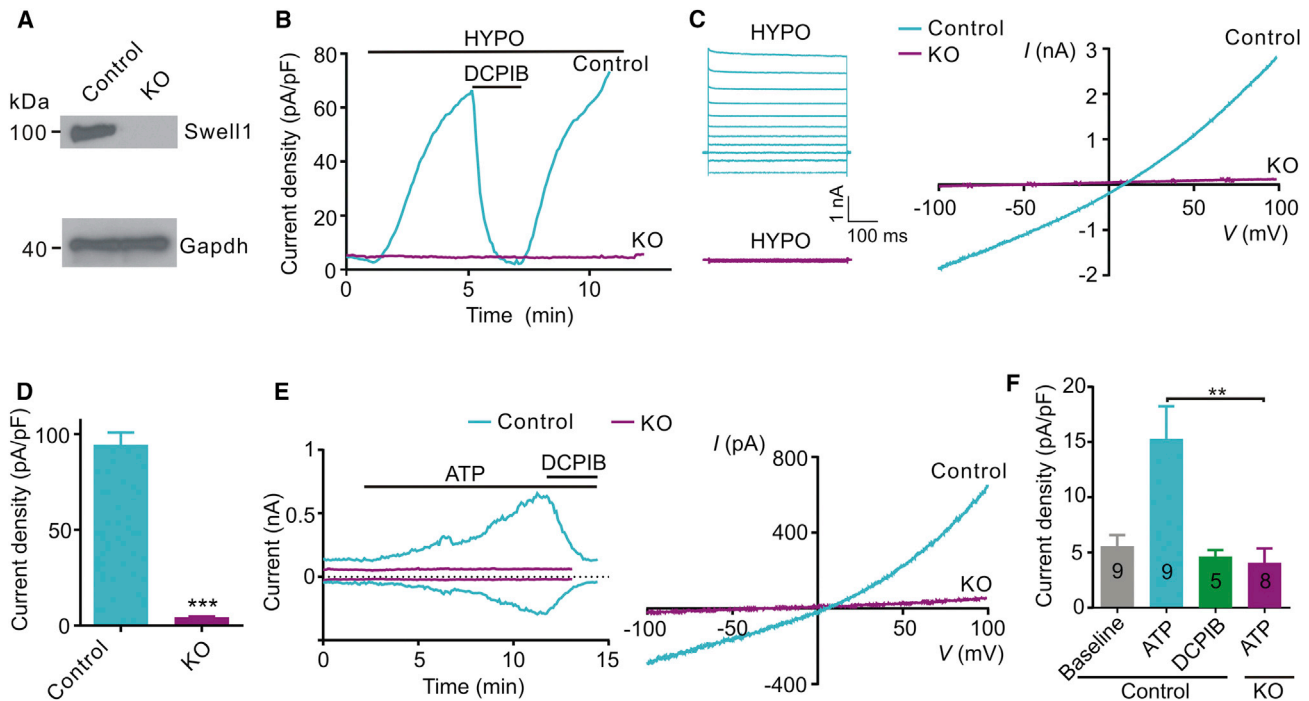 A
Control
KO
kDa
100
Swell1
40
Gapdh
B
HYPO
DCPIB
Control
KO
Current density (pA/pF)
80
60
40
20
0
0
5
10
Time (min)
C
HYPO
1 nA
100 ms
HYPO
Control
KO
I (nA)
Control
KO
3
2
1
-1
-2
-100
-50
50
100
V (mV)
D
Current density (pA/pF)
100
50
0
***
Control
KO
E
Control
KO
ATP
DCPIB
Current (nA)
1
0.5
0
0
5
10
15
Time (min)
I (pA)
800
400
-400
Control
KO
-100
-50
50
100
V (mV)
F
Current density (pA/pF)
20
15
10
5
0
**
9
9
5
8
Baseline
ATP
DCPIB
ATP
Control
KO